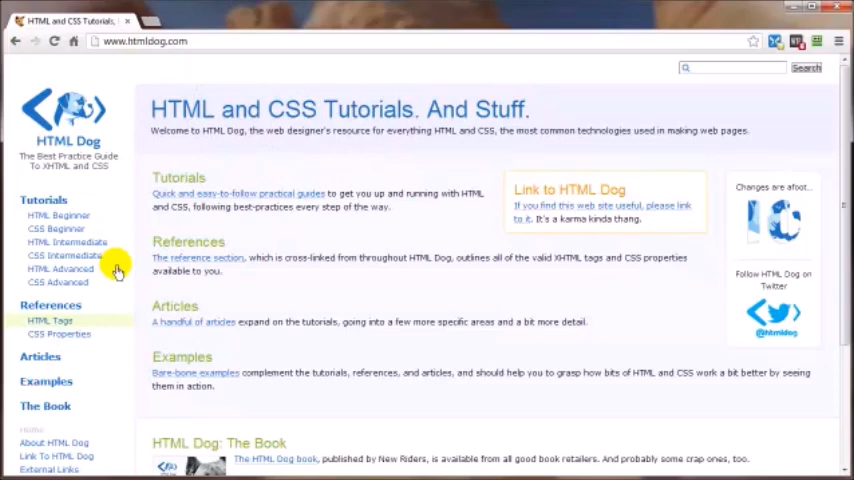 HTML and CSS Tutorials,
www.htmldog.com
Search
HTML Dog
The Best Practice Guide
To XHTML and CSS
Tutorials
HTML Beginner
CSS Beginner
HTML Intermediate
CSS Intermediate
HTML Advanced
CSS Advanced
References
HTML Tags
CSS Properties
Articles
Examples
The Book
Home
About HTML Dog
Link To HTML Dog
External Links
HTML and CSS Tutorials. And Stuff.
Welcome to HTML Dog, the web designer's resource for everything HTML and CSS, the most common technologies used in making web pages.
Tutorials
Quick and easy-to-follow practical guides to get you up and running with HTML
and CSS, following best-practices every step of the way.
References
The reference section, which is cross-linked from throughout HTML Dog, outlines all of the valid XHTML tags and CSS properties
available to you.
Articles
A handful of articles expand on the tutorials, going into a few more specific areas and a bit more detail.
Examples
Bare-bone examples complement the tutorials, references, and articles, and should help you to grasp how bits of HTML and CSS work a bit better by seeing
them in action.
HTML Dog: The Book
The HTML Dog book, published by New Riders, is available from all good book retailers. And probably some crap ones, too.
Link to HTML Dog
If you find this web site useful, please link
to it. It's a karma kinda thang.
Changes are afoot...
Follow HTML Dog on
Twitter
@htmldog